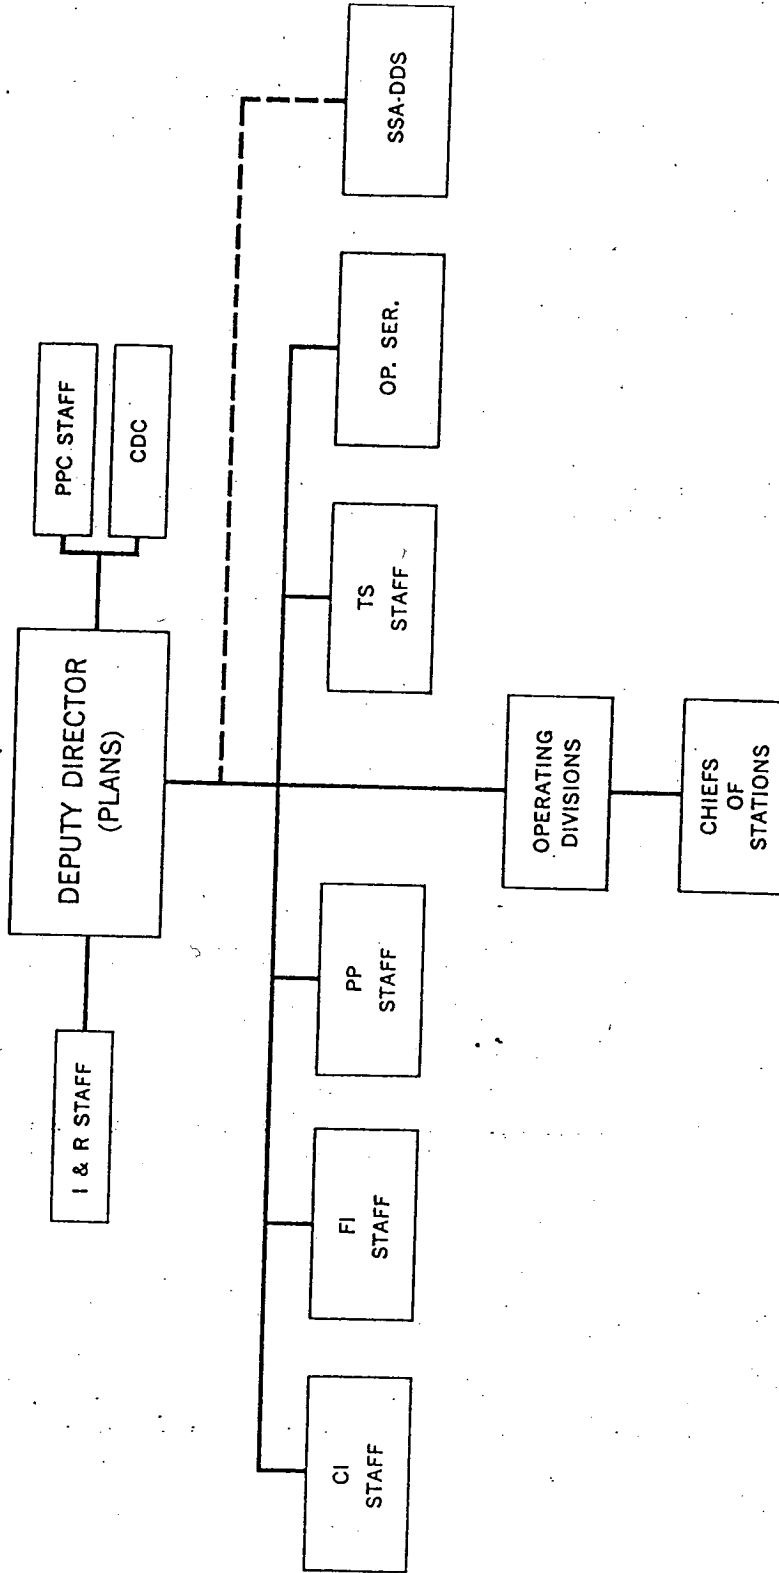 DEPUTY DIRECTOR
(PLANS)
I & R STAFF
PPC STAFF
CDC
CI
STAFF
FI
STAFF
PP
STAFF
TS
STAFF
OP. SER.
SSA-DDS
OPERATING
DIVISIONS
CHIEFS
OF
STATIONS